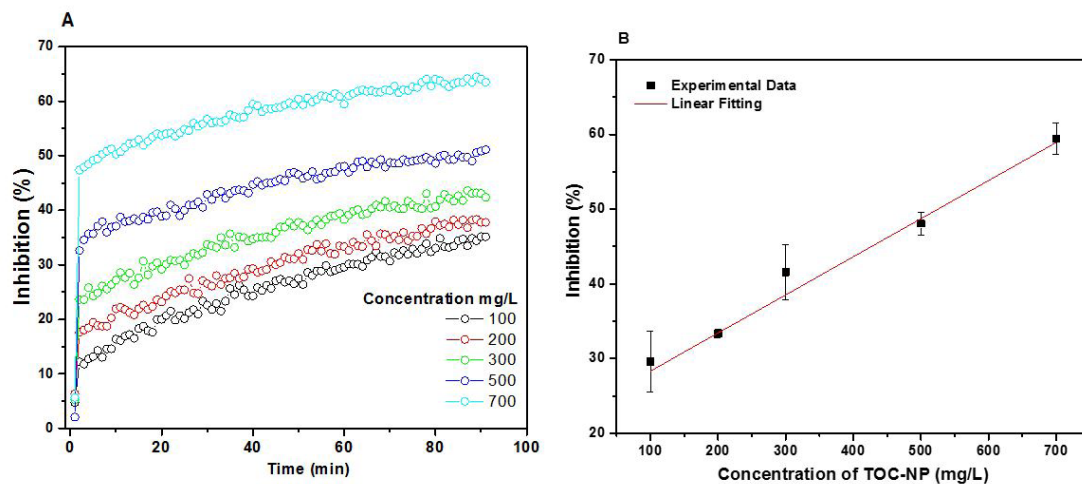 A
70
60
50
40
30
20
10
0
Inhibition (%)
Concentration mg/L
100
200
300
500
700
0 20 40 60 80 100
Time (min)
B
70
60
50
40
30
20
Inhibition (%)
Experimental Data
Linear Fitting
100 200 300 400 500 600 700
Concentration of TOC-NP (mg/L)